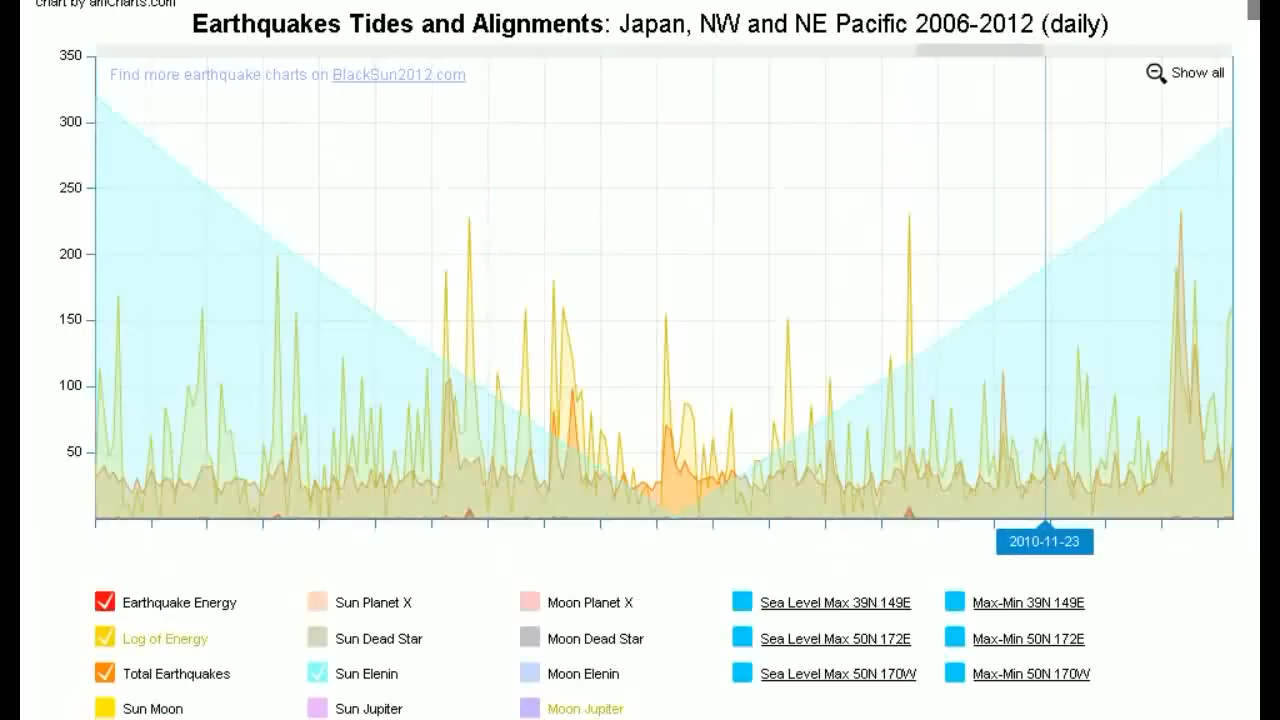 chart by amCharts.com
Earthquakes Tides and Alignments: Japan, NW and NE Pacific 2006-2012 (daily)
350
Find more earthquake charts on BlackSun2012.com
Show all
300
250
200
150
100
50
2010-11-23
Earthquake Energy Sun Planet X Moon Planet X Sea Level Max 39N 149E Max-Min 39N 149E
Log of Energy Sun Dead Star Moon Dead Star Sea Level Max 50N 172E Max-Min 50N 172E
Total Earthquakes Sun Elenin Moon Elenin Sea Level Max 50N 170W Max-Min 50N 170W
Sun Moon Sun Jupiter Moon Jupiter